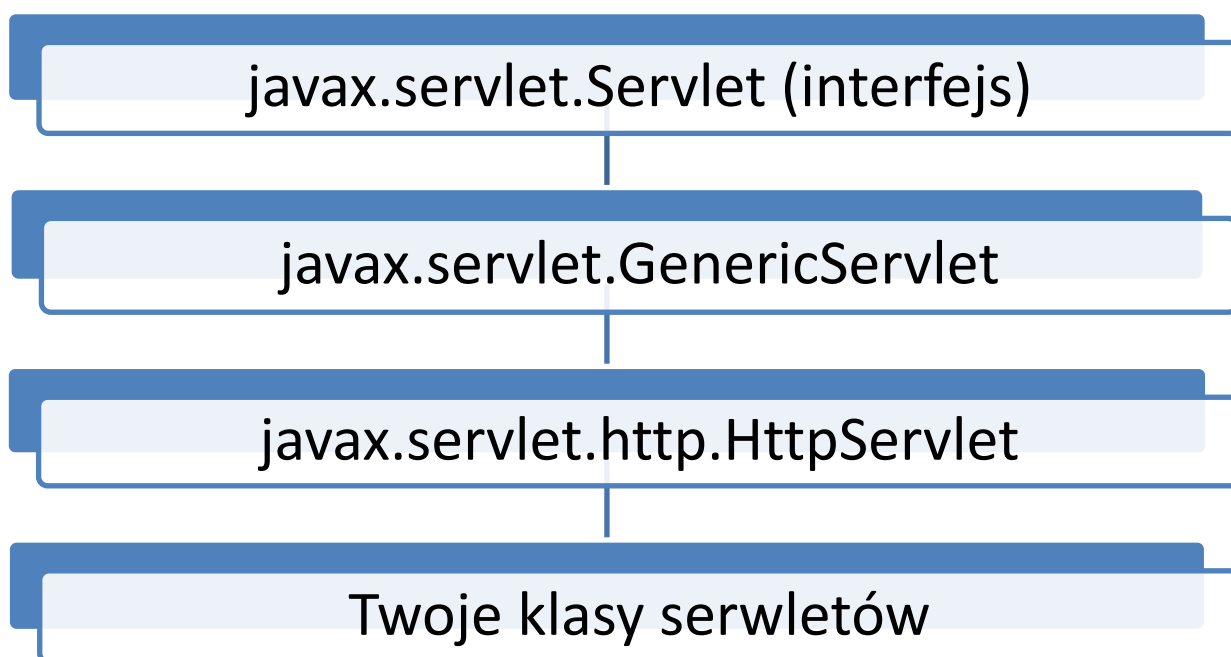 javax.servlet.Servlet (interfejs)
javax.servlet.GenericServlet
javax.servlet.http.HttpServlet
Twoje klasy serwletów